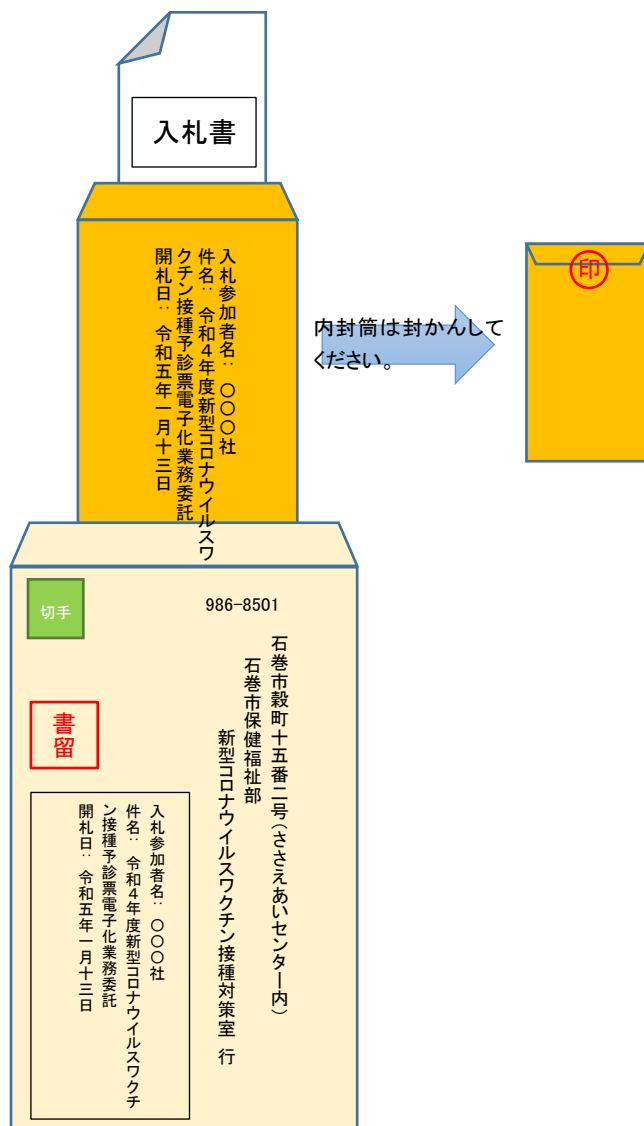 入札書
入札参加者名：　〇〇〇社
件名：　令和４年度新型コロナウイルスワ
クチン接種予診票電子化業務委託
開札日：　令和五年一月十三日
内封筒は封かんして
ください。
印
切手
986-8501
石巻市穀町十五番二号（ささえあいセンター内）
石巻市保健福祉部
新型コロナウイルスワクチン接種対策室 行
書留
入札参加者名：　〇〇〇社
件名：　令和４年度新型コロナウイルスワクチ
ン接種予診票電子化業務委託
開札日：　令和五年一月十三日